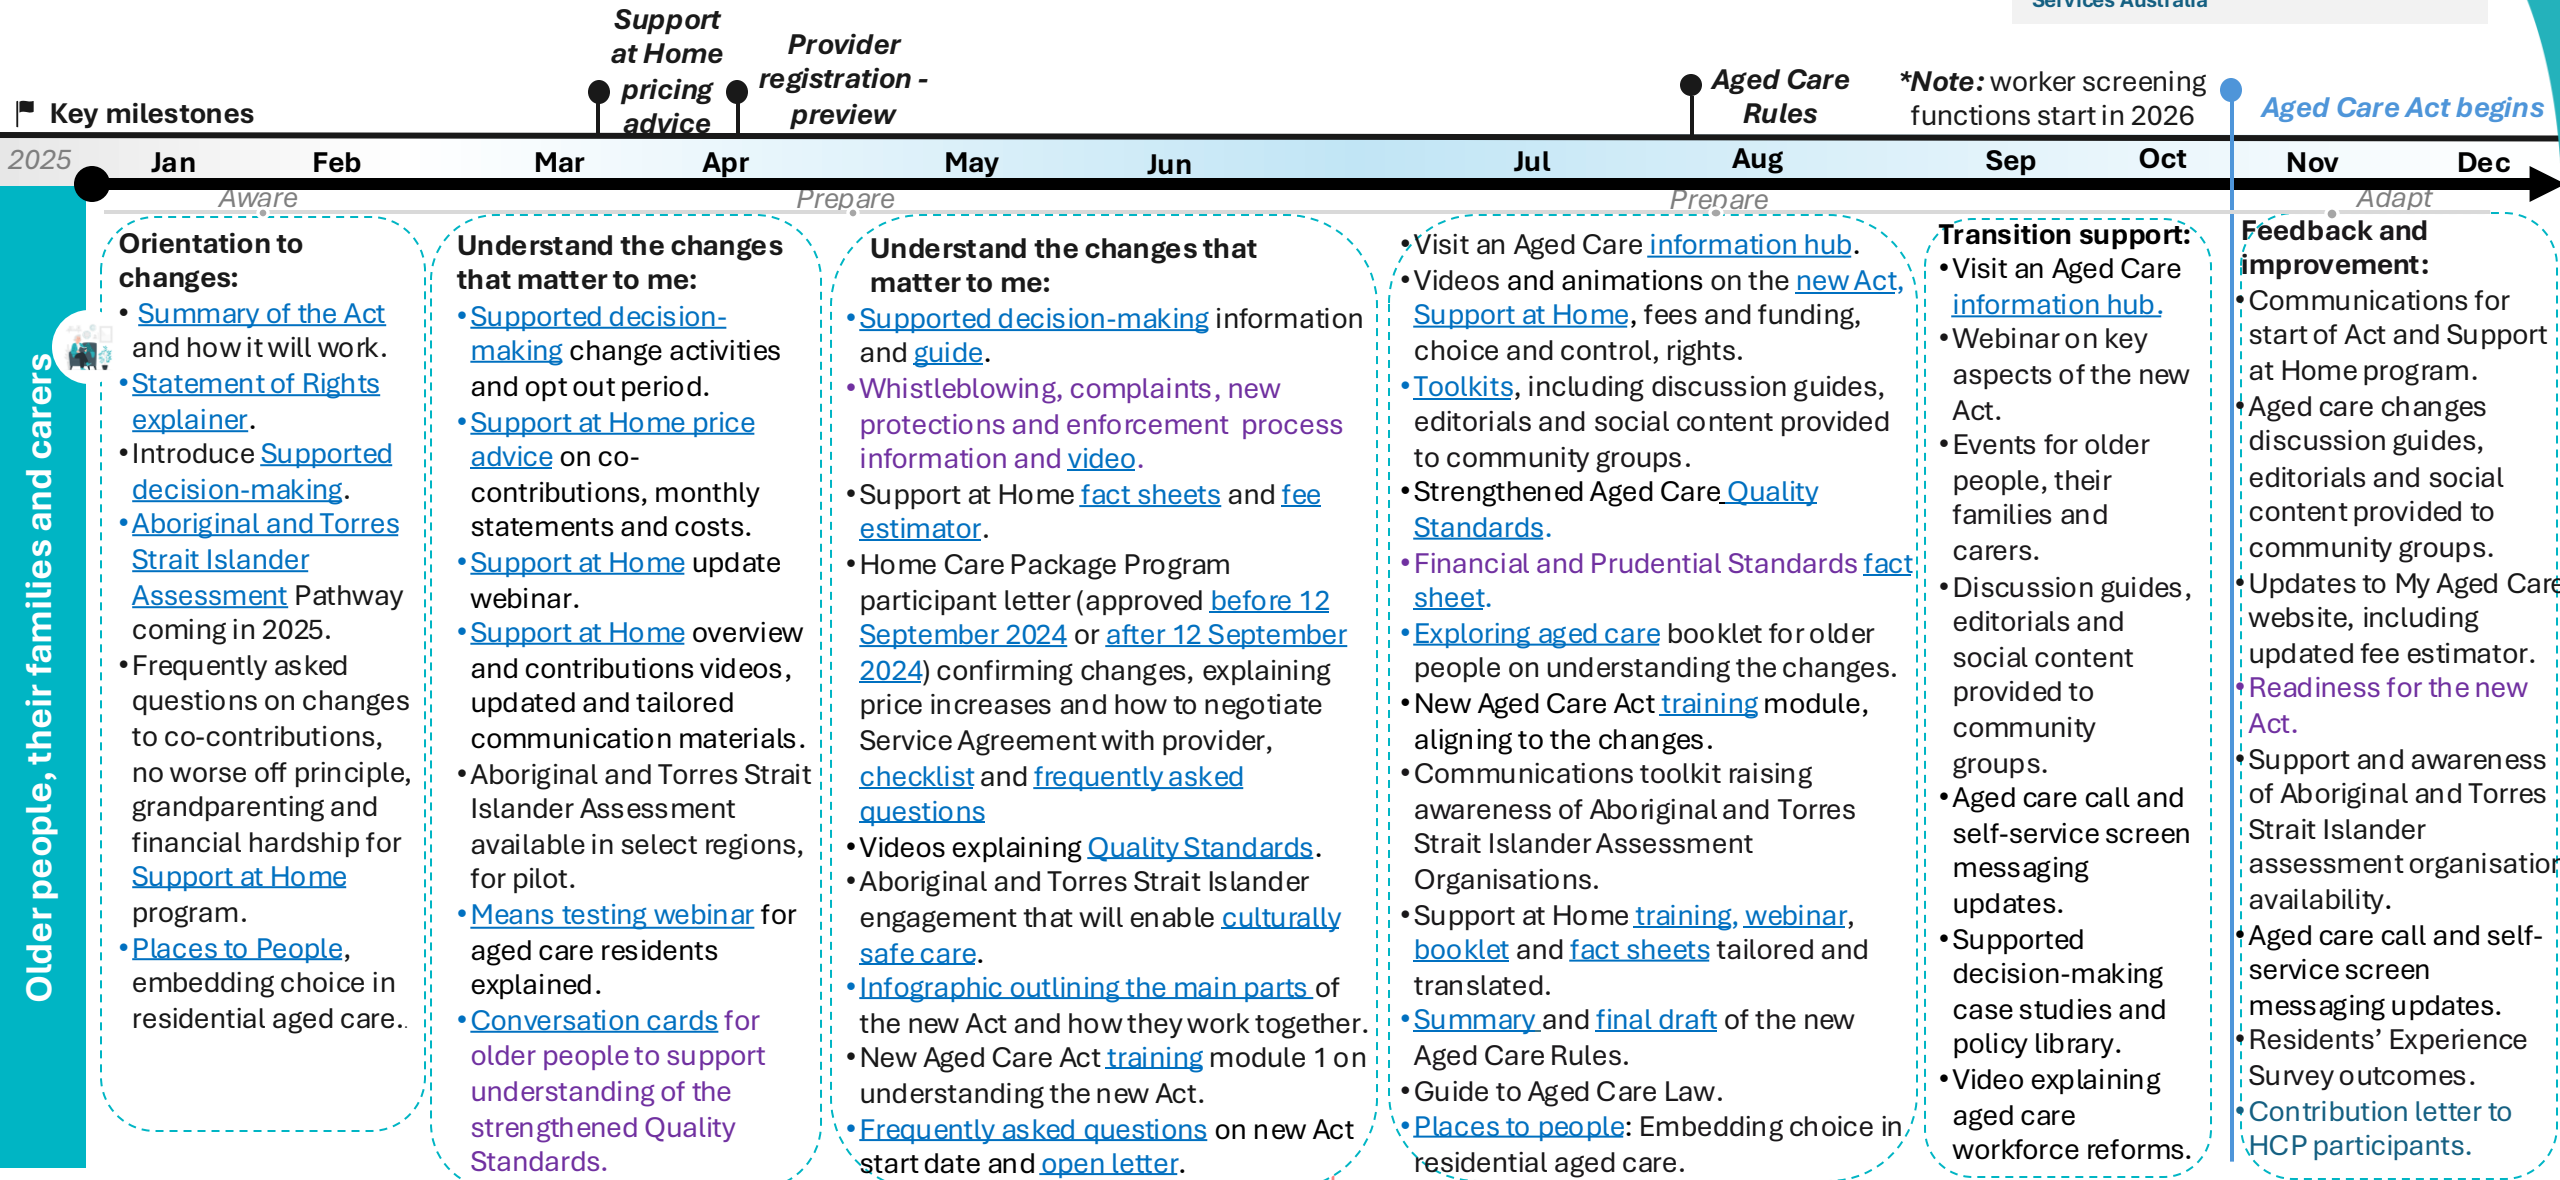 Services Australia
Support
at Home
pricing
advice
Provider
registration -
preview
Aged Care
Rules
*Note: worker screening
functions start in 2026
Aged Care Act begins
Key milestones
2025
Jan
Feb
Mar
Apr
May
Jun
Jul
Aug
Sep
Oct
Nov
Dec
Aware
Prepare
Prepare
Adapt
Older people, their families and carers
Orientation to
changes:
• Summary of the Act
and how it will work.
•Statement of Rights
explainer.
•Introduce Supported
decision-making.
•Aboriginal and Torres
Strait Islander
Assessment Pathway
coming in 2025.
•Frequently asked
questions on changes
to co-contributions,
no worse off principle,
grandparenting and
financial hardship for
Support at Home
program.
•Places to People,
embedding choice in
residential aged care..
Understand the changes
that matter to me:
•Supported decision-
making change activities
and opt out period.
•Support at Home price
advice on co-
contributions, monthly
statements and costs.
•Support at Home update
webinar.
•Support at Home overview
and contributions videos,
updated and tailored
communication materials.
•Aboriginal and Torres Strait
Islander Assessment
available in select regions,
for pilot.
•Means testing webinar for
aged care residents
explained.
•Conversation cards for
older people to support
understanding of the
strengthened Quality
Standards.
Understand the changes that
matter to me:
•Supported decision-making information
and guide.
•Whistleblowing, complaints, new
protections and enforcement process
information and video.
•Support at Home fact sheets and fee
estimator.
•Home Care Package Program
participant letter (approved before 12
September 2024 or after 12 September
2024) confirming changes, explaining
price increases and how to negotiate
Service Agreement with provider,
checklist and frequently asked
questions
•Videos explaining Quality Standards.
•Aboriginal and Torres Strait Islander
engagement that will enable culturally
safe care.
•Infographic outlining the main parts of
the new Act and how they work together.
•New Aged Care Act training module 1 on
understanding the new Act.
•Frequently asked questions on new Act
start date and open letter.
•Visit an Aged Care information hub.
•Videos and animations on the new Act,
Support at Home, fees and funding,
choice and control, rights.
•Toolkits, including discussion guides,
editorials and social content provided
to community groups.
•Strengthened Aged Care Quality
Standards.
•Financial and Prudential Standards fact
sheet.
•Exploring aged care booklet for older
people on understanding the changes.
•New Aged Care Act training module,
aligning to the changes.
•Communications toolkit raising
awareness of Aboriginal and Torres
Strait Islander Assessment
Organisations.
•Support at Home training, webinar,
booklet and fact sheets tailored and
translated.
•Summary and final draft of the new
Aged Care Rules.
•Guide to Aged Care Law.
•Places to people: Embedding choice in
residential aged care.
Transition support:
•Visit an Aged Care
information hub.
•Webinar on key
aspects of the new
Act.
•Events for older
people, their
families and
carers.
•Discussion guides,
editorials and
social content
provided to
community
groups.
•Aged care call and
self-service screen
messaging
updates.
•Supported
decision-making
case studies and
policy library.
•Video explaining
aged care
workforce reforms.
Feedback and
improvement:
•Communications for
start of Act and Support
at Home program.
•Aged care changes
discussion guides,
editorials and social
content provided to
community groups.
•Updates to My Aged Care
website, including
updated fee estimator.
•Readiness for the new
Act.
•Support and awareness
of Aboriginal and Torres
Strait Islander
assessment organisation
availability.
•Aged care call and self-
service screen
messaging updates.
•Residents’ Experience
Survey outcomes.
•Contribution letter to
HCP participants.